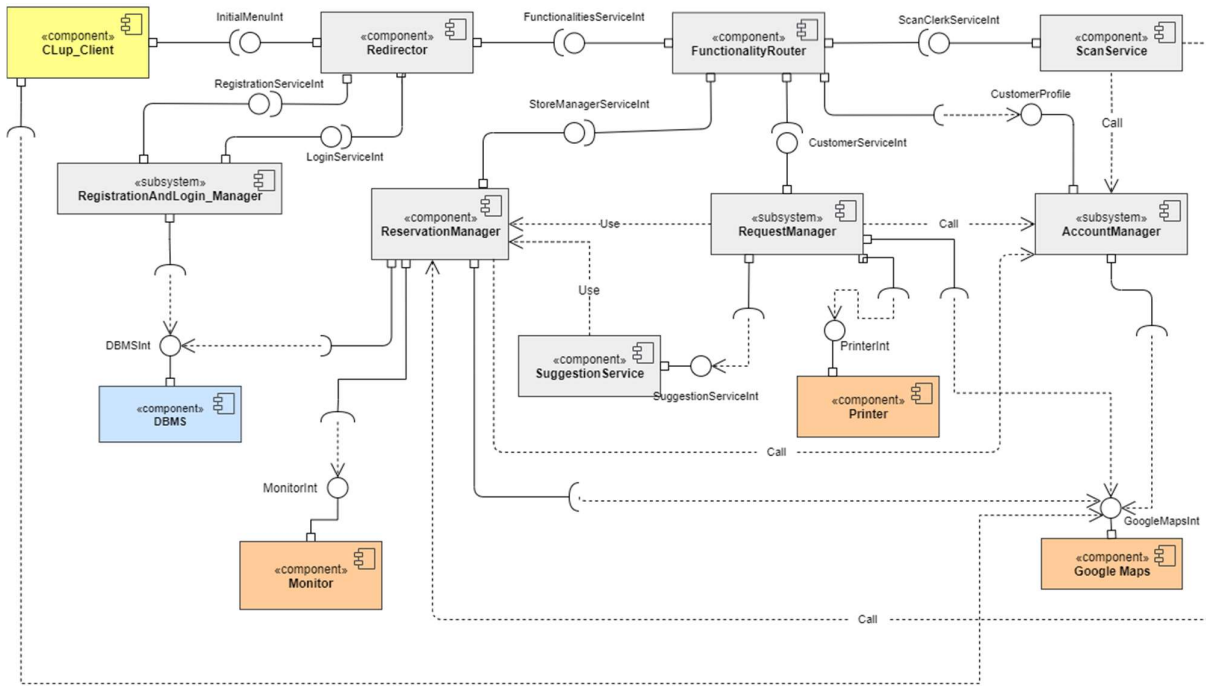 InitialMenuInt
FunctionalitiesServiceInt
ScanClerkServiceInt
«component»
CLup_Client
«component»
Redirector
«component»
FunctionalityRouter
«component»
ScanService
RegistrationServiceInt
StoreManagerServiceInt
CustomerProfile
Call
LoginServiceInt
CustomerServiceInt
«subsystem»
RegistrationAndLogin_Manager
«component»
ReservationManager
Use
«subsystem»
RequestManager
Call
«subsystem»
AccountManager
Use
DBMSInt
PrinterInt
«component»
SuggestionService
SuggestionServiceInt
«component»
DBMS
«component»
Printer
Call
MonitorInt
GoogleMapsInt
«component»
Monitor
«component»
Google Maps
Call